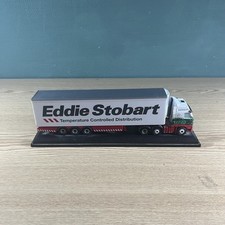 Eddie Stobart
Temperature Controlled Distribution